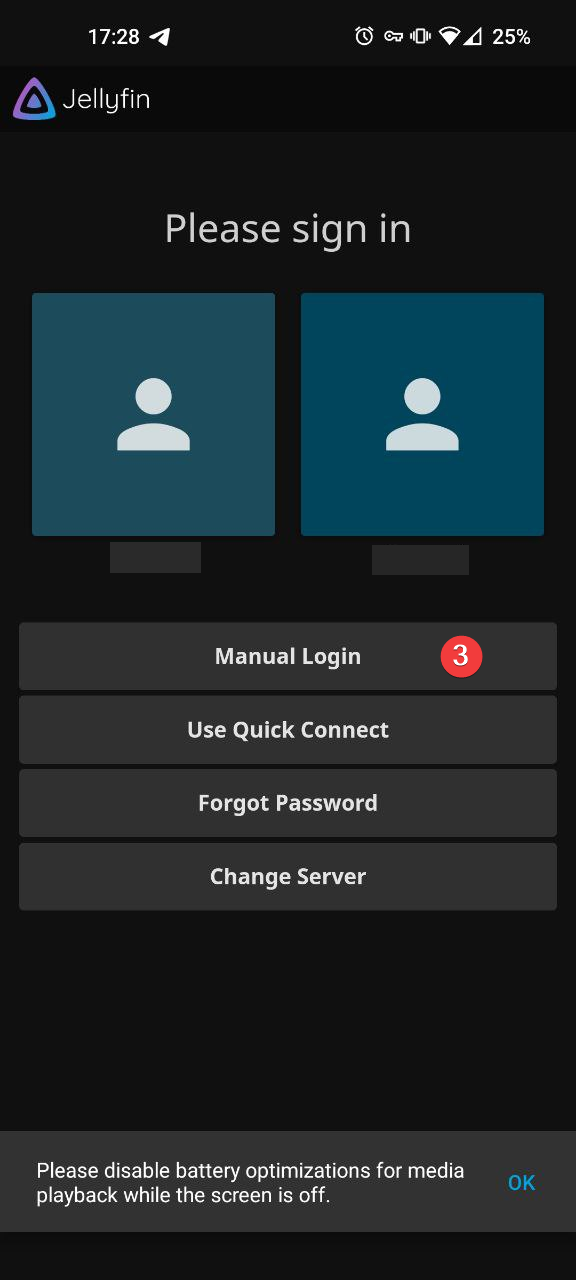 17:28 25%
Jellyfin
Please sign in
Manual Login 3
Use Quick Connect
Forgot Password
Change Server
Please disable battery optimizations for media
playback while the screen is off.
OK